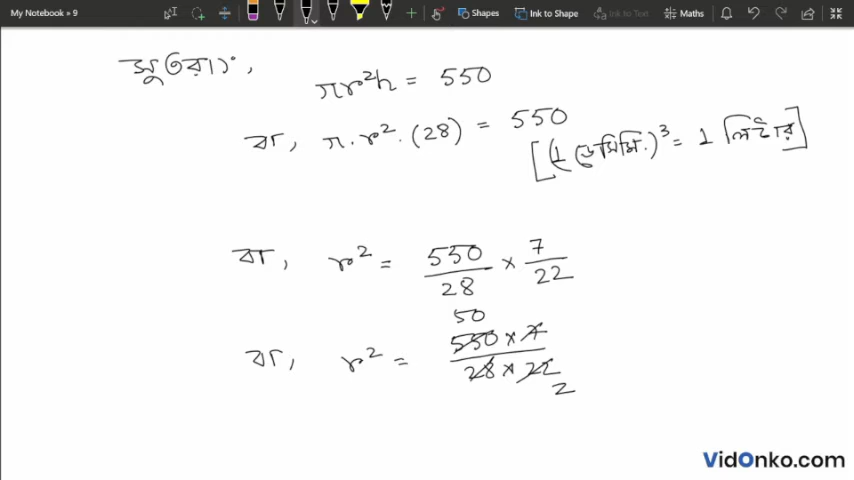 My Notebook » 9
Shapes
Ink to Shape
Ink to Text
Maths
সুতরাং,
πr²h = 550
বা, π.r².(28) = 550
[(1 ডেসিমি.)³ = 1 লিটার]
বা, r² = 550/28 × 7/22
50
বা, r² = 550×7/28×22
2
VidOnko.com